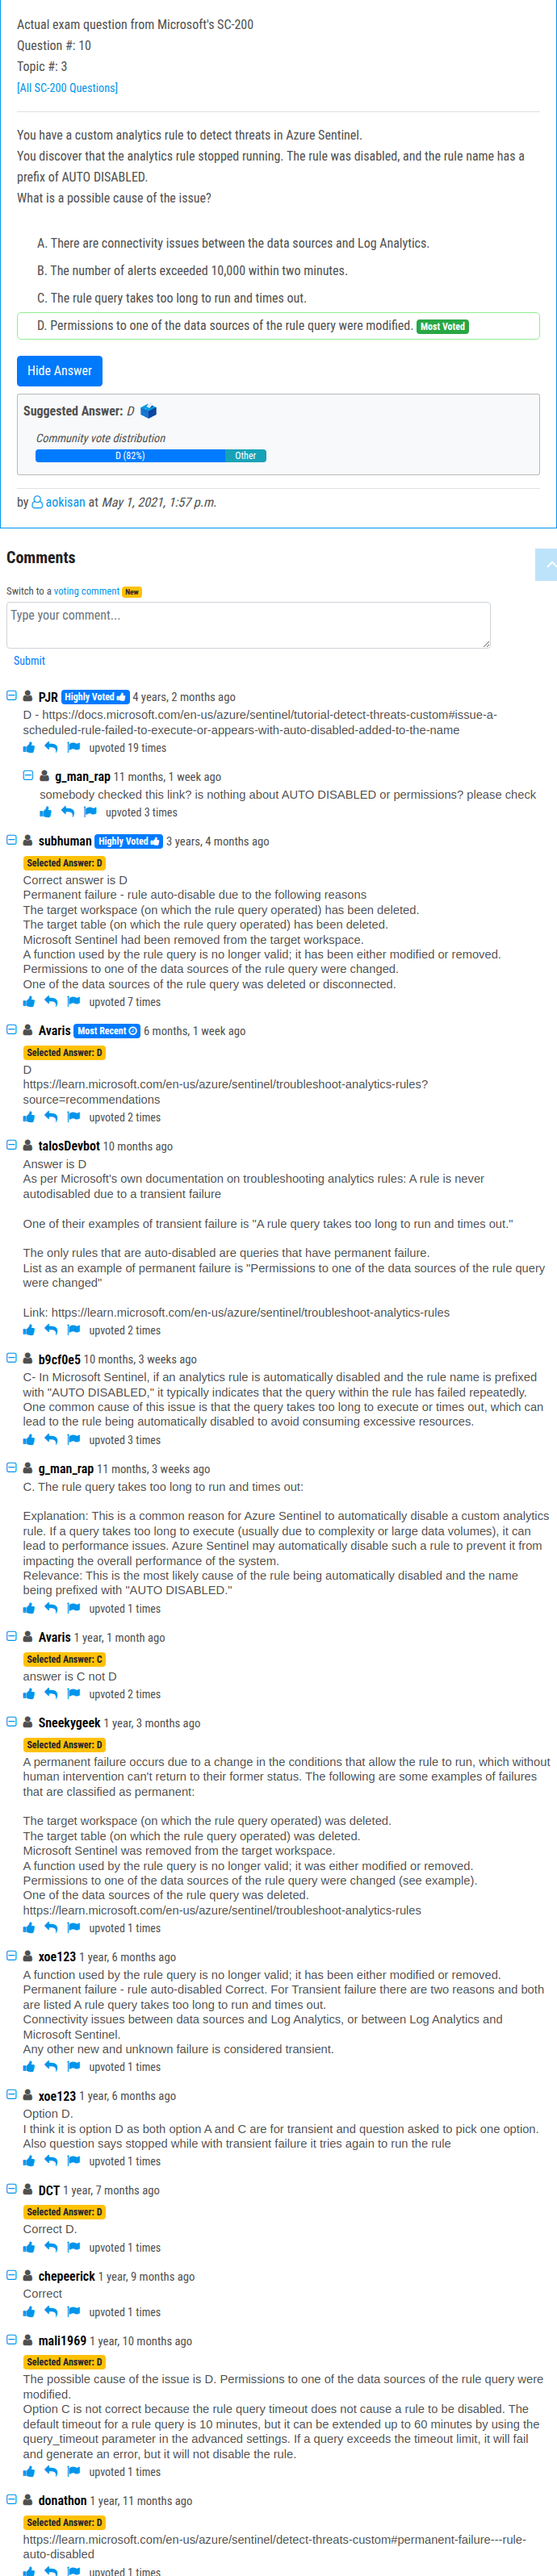 Actual exam question from Microsoft's SC-200
Question #: 10
Topic #: 3
[All SC-200 Questions]
You have a custom analytics rule to detect threats in Azure Sentinel.
You discover that the analytics rule stopped running. The rule was disabled, and the rule name has a
prefix of AUTO DISABLED.
What is a possible cause of the issue?
A. There are connectivity issues between the data sources and Log Analytics.
B. The number of alerts exceeded 10,000 within two minutes.
C. The rule query takes too long to run and times out.
D. Permissions to one of the data sources of the rule query were modified. Most Voted
Hide Answer
Suggested Answer: D
Community vote distribution
D (82%) Other
by aokisan at May 1, 2021, 1:57 p.m.
Comments
Switch to a voting comment New
Type your comment...
Submit
PJR Highly Voted 4 years, 2 months ago
D - https://docs.microsoft.com/en-us/azure/sentinel/tutorial-detect-threats-custom#issue-a-
scheduled-rule-failed-to-execute-or-appears-with-auto-disabled-added-to-the-name
upvoted 19 times
g_man_rap 11 months, 1 week ago
somebody checked this link? is nothing about AUTO DISABLED or permissions? please check
upvoted 3 times
subhuman Highly Voted 3 years, 4 months ago
Selected Answer: D
Correct answer is D
Permanent failure - rule auto-disable due to the following reasons
The target workspace (on which the rule query operated) has been deleted.
The target table (on which the rule query operated) has been deleted.
Microsoft Sentinel had been removed from the target workspace.
A function used by the rule query is no longer valid; it has been either modified or removed.
Permissions to one of the data sources of the rule query were changed.
One of the data sources of the rule query was deleted or disconnected.
upvoted 7 times
Avaris Most Recent 6 months, 1 week ago
Selected Answer: D
D
https://learn.microsoft.com/en-us/azure/sentinel/troubleshoot-analytics-rules?
source=recommendations
upvoted 2 times
talosDevbot 10 months ago
Answer is D
As per Microsoft's own documentation on troubleshooting analytics rules: A rule is never
autodisabled due to a transient failure
One of their examples of transient failure is "A rule query takes too long to run and times out."
The only rules that are auto-disabled are queries that have permanent failure.
List as an example of permanent failure is "Permissions to one of the data sources of the rule query
were changed"
Link: https://learn.microsoft.com/en-us/azure/sentinel/troubleshoot-analytics-rules
upvoted 2 times
b9cf0e5 10 months, 3 weeks ago
C- In Microsoft Sentinel, if an analytic rule is automatically disabled and the rule name is prefixed
with "AUTO DISABLED," it typically indicates that the query within the rule has failed repeatedly.
One common cause of this issue is that the query takes too long to execute or times out, which can
lead to the rule being automatically disabled to avoid consuming excessive resources.
upvoted 3 times
g_man_rap 11 months, 3 weeks ago
C. The rule query takes too long to run and times out:
Explanation: This is a common reason for Azure Sentinel to automatically disable a custom analytics
rule. If a query takes too long to execute (usually due to complexity or large data volumes), it can
lead to performance issues. Azure Sentinel may automatically disable such a rule to prevent it from
impacting the overall performance of the system.
Relevance: This is the most likely cause of the rule being automatically disabled and the name
being prefixed with "AUTO DISABLED."
upvoted 1 times
Avaris 1 year, 1 month ago
Selected Answer: C
answer is C not D
upvoted 2 times
Sneekygeek 1 year, 3 months ago
Selected Answer: D
A permanent failure occurs due to a change in the conditions that allow the rule to run, which without
human intervention can't return to their former status. The following are some examples of failures
that are classified as permanent:
The target workspace (on which the rule query operated) was deleted.
The target table (on which the rule query operated) was deleted.
Microsoft Sentinel was removed from the target workspace.
A function used by the rule query is no longer valid; it was either modified or removed.
Permissions to one of the data sources of the rule query were changed (see example).
One of the data sources of the rule query was deleted.
https://learn.microsoft.com/en-us/azure/sentinel/troubleshoot-analytics-rules
upvoted 1 times
xoe123 1 year, 6 months ago
A function used by the rule query is no longer valid; it has been either modified or removed.
Permanent failure - rule auto-disabled Correct. For Transient failure there are two reasons and both
are listed A rule query takes too long to run and times out.
Connectivity issues between data sources and Log Analytics, or between Log Analytics and
Microsoft Sentinel.
Any other new and unknown failure is considered transient.
upvoted 1 times
xoe123 1 year, 6 months ago
Option D.
I think it is option D as both option A and C are for transient and question asked to pick one option.
Also question says stopped while with transient failure it tries again to run the rule
upvoted 1 times
DCT 1 year, 7 months ago
Selected Answer: D
Correct D.
upvoted 1 times
chepeerick 1 year, 9 months ago
Correct
upvoted 1 times
mali1969 1 year, 10 months ago
Selected Answer: D
The possible cause of the issue is D. Permissions to one of the data sources of the rule query were
modified.
Option C is not correct because the rule query timeout does not cause a rule to be disabled. The
default timeout for a rule query is 10 minutes, but it can be extended up to 60 minutes by using the
query_timeout parameter in the advanced settings. If a query exceeds the timeout limit, it will fail
and generate an error, but it will not disable the rule.
upvoted 1 times
donathon 1 year, 11 months ago
Selected Answer: D
https://learn.microsoft.com/en-us/azure/sentinel/detect-threats-custom#permanent-failure---rule-
auto-disabled
upvoted 1 times